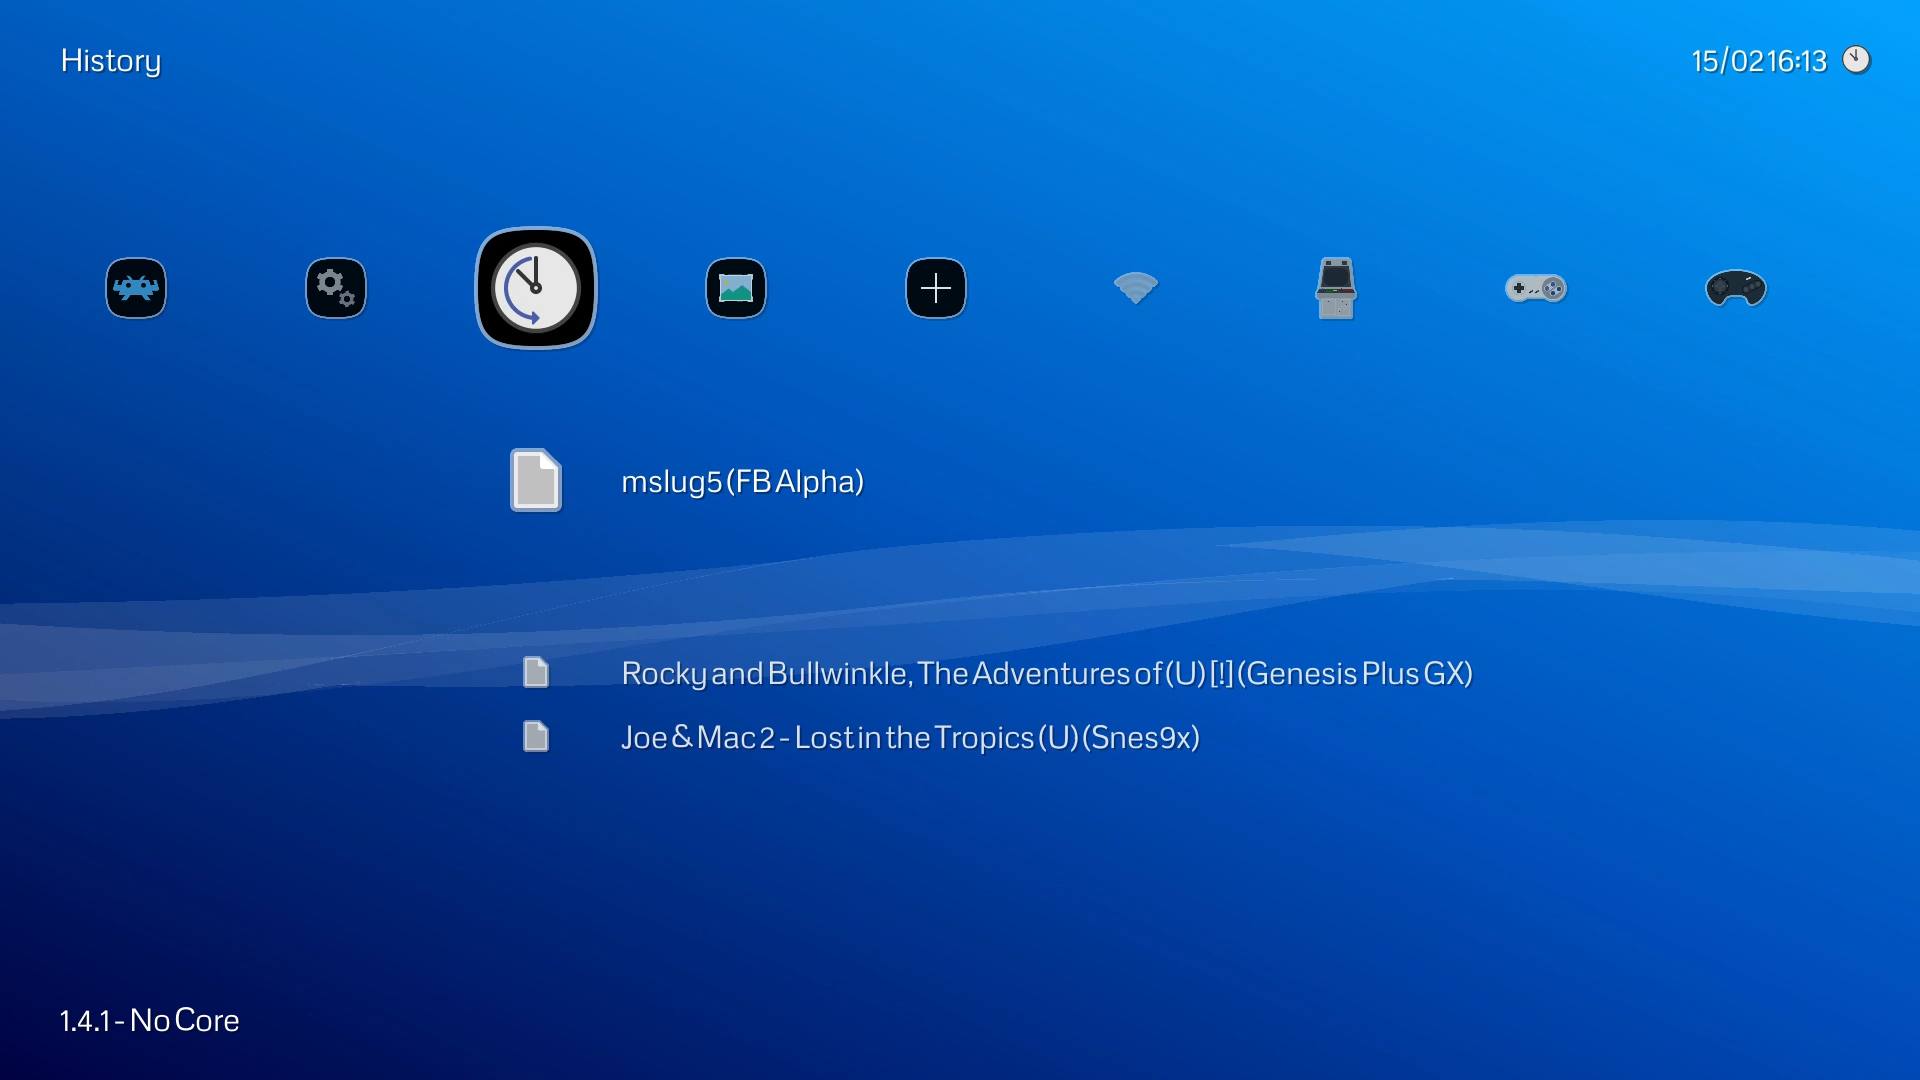 History
15/02 16:13
mslug5 (FB Alpha)
Rocky and Bullwinkle, The Adventures of (U) [!] (Genesis Plus GX)
Joe & Mac 2 - Lost in the Tropics (U) (Snes9x)
1.4.1 - No Core